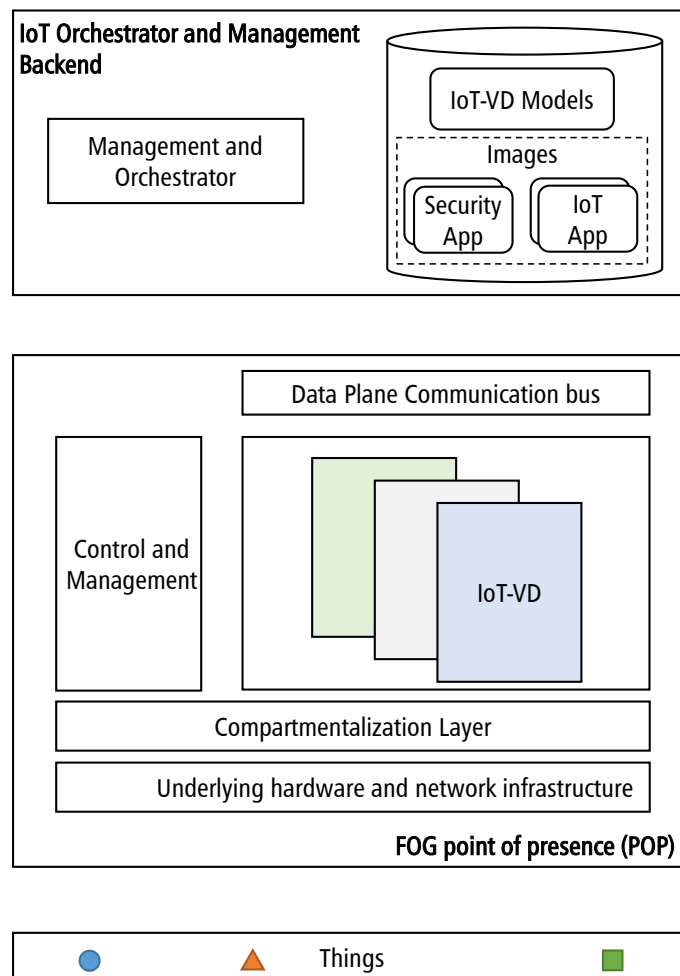 IoT Orchestrator and Management
Backend
Management and
Orchestrator
IoT-VD Models
Images
Security
App
IoT
App
Data Plane Communication bus
Control and
Management
IoT-VD
Compartmentalization Layer
Underlying hardware and network infrastructure
FOG point of presence (POP)
Things